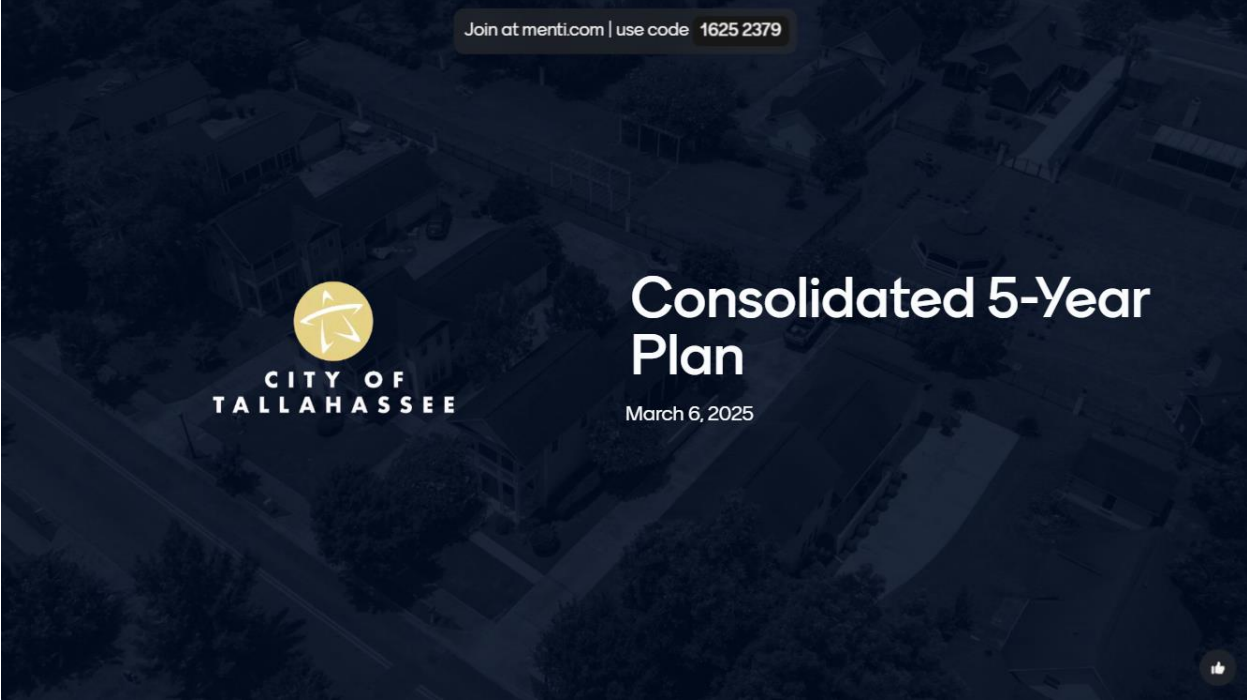 Join at menti.com | use code 1625 2379
CITY OF
TALLAHASSEE
Consolidated 5-Year
Plan
March 6, 2025